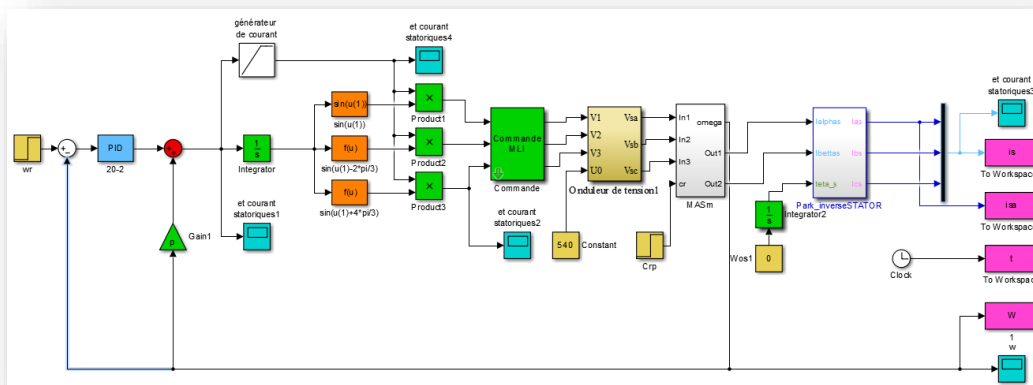 générateur
de courant
et courant
statoriques4
×
Product1
sin(u(1))
sin(u(1))
wr
PID
20-2
1
s
Integrator
f(u)
sin(u(1)-2*pi/3)
×
Product2
f(u)
sin(u(1)+4*pi/3)
×
Product3
et courant
statoriques1
p
Gain1
Commande
MLI
Commande
et courant
statoriques2
V1
V2
V3
U0
Vsa
Vsb
Vsc
Onduleur de tension1
540
Constant
In1
In2
In3
cr
omega
Out1
Out2
MASm
Crp
1
s
Integrator2
Wos1
0
Ialphas
Ibettas
teta_s
Ias
Ibs
Ics
Park_inverseSTATOR
et courant
statoriques3
is
To Workspace
iss
To Workspace
Clock
t
To Workspace
W
1
w